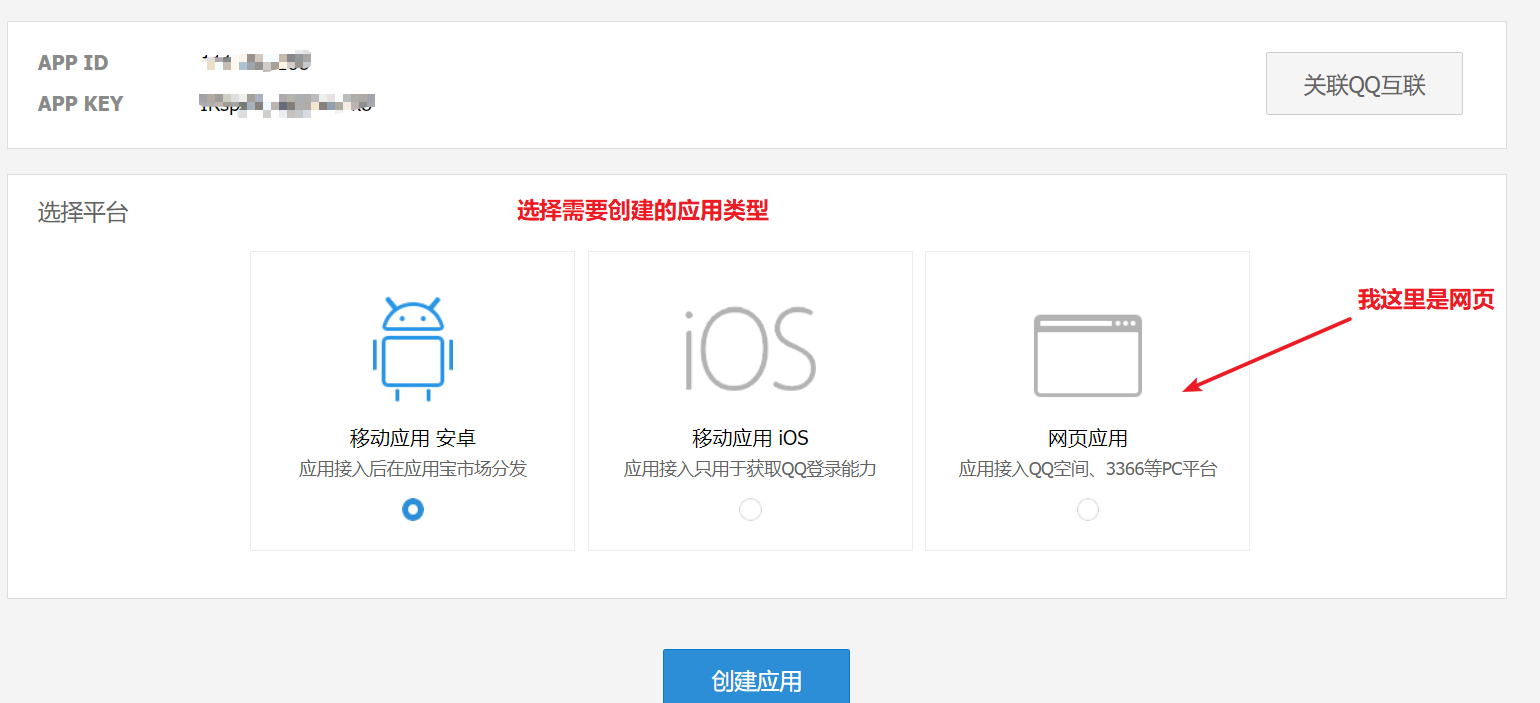 APP ID
APP KEY
关联QQ互联
选择平台
选择需要创建的应用类型
我这里是网页
iOS
移动应用 安卓
应用接入后在应用宝市场分发
移动应用 iOS
应用接入只用于获取QQ登录能力
网页应用
应用接入QQ空间、3366等PC平台
创建应用